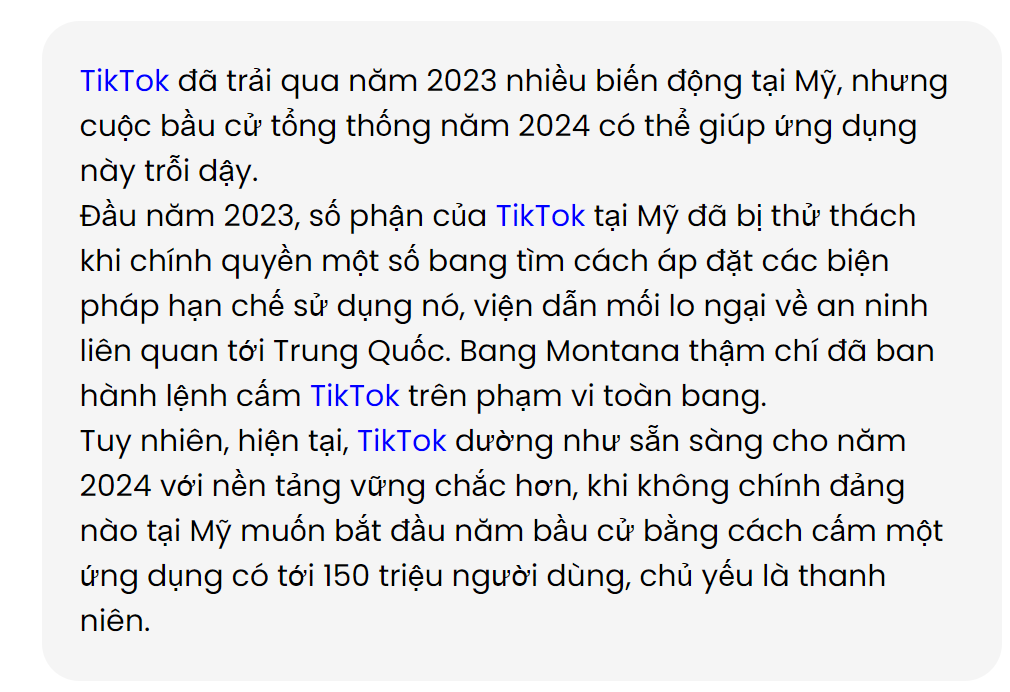 TikTok đã trải qua năm 2023 nhiều biến động tại Mỹ, nhưng
cuộc bầu cử tổng thống năm 2024 có thể giúp ứng dụng
này trỗi dậy.
Đầu năm 2023, số phận của TikTok tại Mỹ đã bị thử thách
khi chính quyền một số bang tìm cách áp đặt các biện
pháp hạn chế sử dụng nó, viện dẫn mối lo ngại về an ninh
liên quan tới Trung Quốc. Bang Montana thậm chí đã ban
hành lệnh cấm TikTok trên phạm vi toàn bang.
Tuy nhiên, hiện tại, TikTok dường như sẵn sàng cho năm
2024 với nền tảng vững chắc hơn, khi không chính đảng
nào tại Mỹ muốn bắt đầu năm bầu cử bằng cách cấm một
ứng dụng có tới 150 triệu người dùng, chủ yếu là thanh
niên.